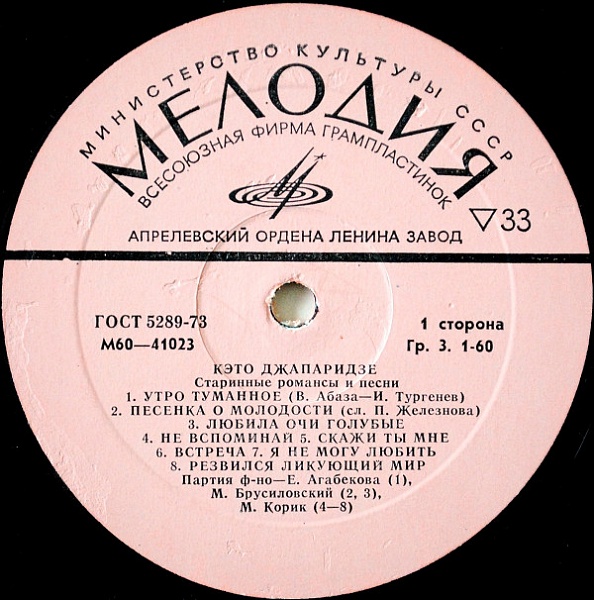 МИНИСТЕРСТВО КУЛЬТУРЫ СССР
МЕЛОДИЯ
ВСЕСОЮЗНАЯ ФИРМА ГРАМПЛАСТИНОК
▽33
АПРЕЛЕВСКИЙ ОРДЕНА ЛЕНИНА ЗАВОД
ГОСТ 5289-73
М60—41023
1 сторона
Гр. 3. 1-60
КЭТО ДЖАПАРИДЗЕ
Старинные романсы и песни
1. УТРО ТУМАННОЕ (В. Абаза—И. Тургенев)
2. ПЕСЕНКА О МОЛОДОСТИ (сл. П. Железнова)
3. ЛЮБИЛА ОЧИ ГОЛУБЫЕ
4. НЕ ВСПОМИНАЙ 5. СКАЖИ ТЫ МНЕ
6. ВСТРЕЧА 7. Я НЕ МОГУ ЛЮБИТЬ
8. РЕЗВИЛСЯ ЛИКУЮЩИЙ МИР
Партия ф-но—Е. Агабекова (1),
М. Брусиловский (2, 3),
М. Корик (4—8)